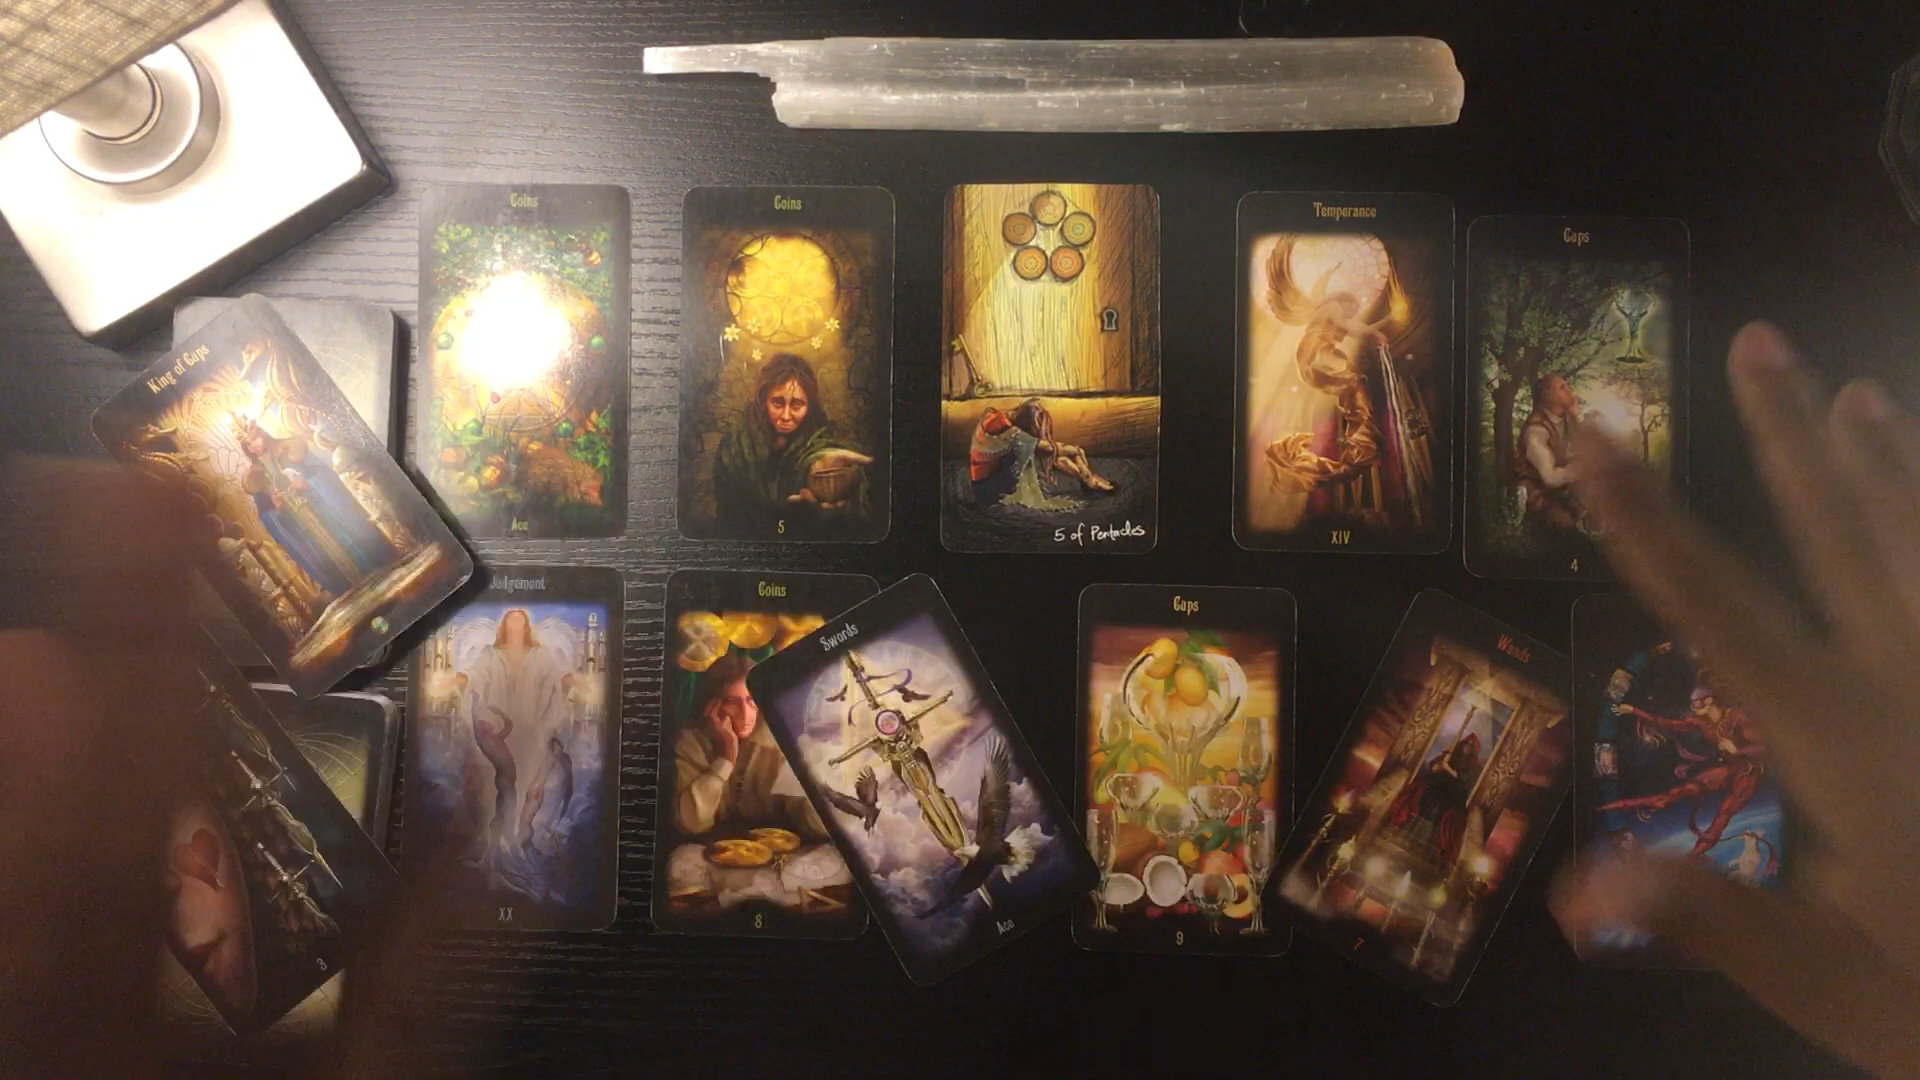 Coins
Ace
Coins
5
5 of Pentacles
Temperance
XIV
Cups
4
King of Cups
3
Judgement
XX
Coins
8
Swords
Ace
Cups
9
Wands
7